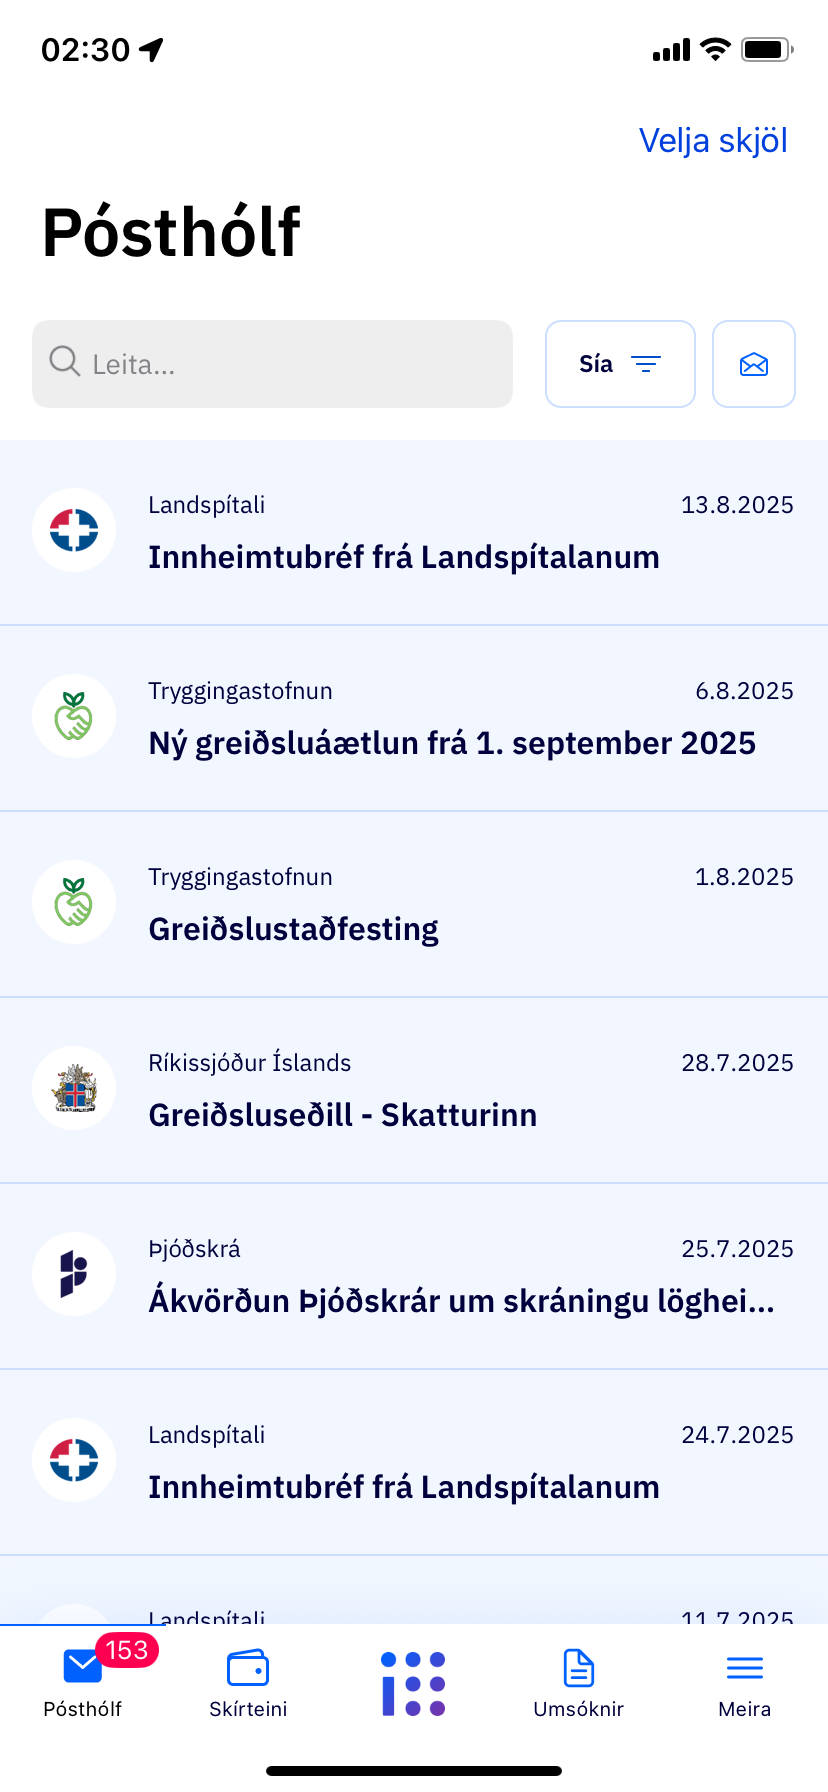 02:30
Velja skjöl
Pósthólf
Leita...
Sía
Landspítali 13.8.2025
Innheimtubréf frá Landspítalanum
Tryggingastofnun 6.8.2025
Ný greiðsluáætlun frá 1. september 2025
Tryggingastofnun 1.8.2025
Greiðslustaðfesting
Ríkissjóður Íslands 28.7.2025
Greiðsluseðill - Skatturinn
Þjóðskrá 25.7.2025
Ákvörðun Þjóðskrár um skráningu löghei...
Landspítali 24.7.2025
Innheimtubréf frá Landspítalanum
Landspítali 11.7.2025
153
Pósthólf Skírteini Umsóknir Meira